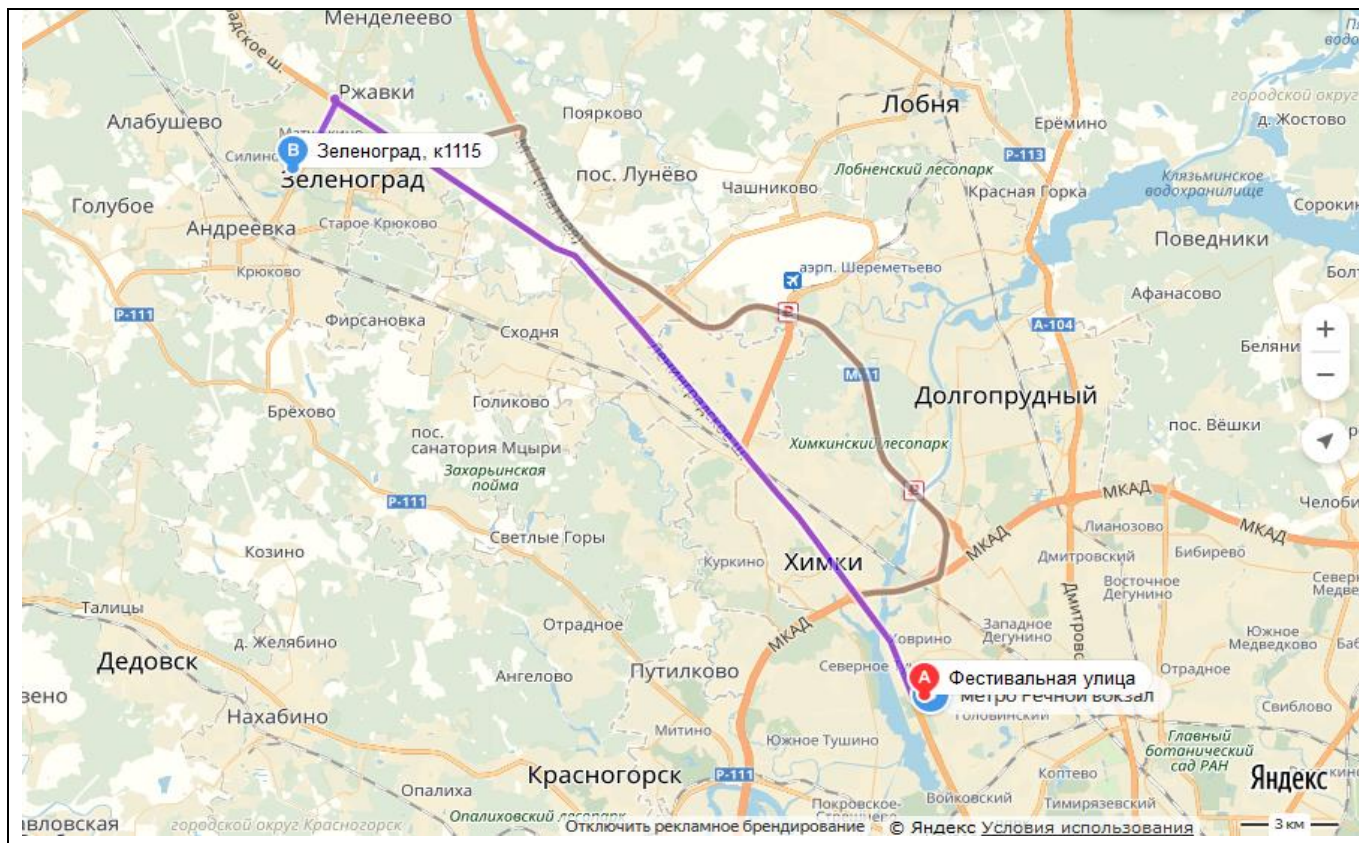 Менделеево
адское ш.
Ржавки
Поярково
Лобня
городской округ
д. Жостово
Алабушево
Ерёмино
Р-113
Зеленоград, к1115
В
Зеленоград
пос. Лунёво
Чашниково
Лобненский лесопарк
Красная Горка
Клязьминское
водохранилище
Голубое
Андреевка
Старое Крюково
Поведники
Крюково
аэрп. Шереметьево
Афанасово
Р-111
Фирсановка
Сходня
А-104
Ленинградское ш.
Долгопрудный
Брёхово
Голиково
пос.
санатория Мцыри
Химкинский лесопарк
пос. Вёшки
Захарьинская
пойма
Р-111
МКАД
Лианозово
МКАД
Козино
Светлые Горы
Куркино
Химки
МКАД
Дмитровский
Бибирево
Восточное
Дегунино
Талицы
Отрадное
МКАД
Ховрино
Западное
Дегунино
Южное
Медведково
д. Желябино
Дедовск
Ангелово
Путилково
Северное
А
Фестивальная улица
Отрадное
метро Речной вокзал
Нахабино
Митино
Южное Тушино
Головинский
Свиблово
Главный
ботанический
сад РАН
Красногорск
Р-111
Коптево
Яндекс
Опалиха
Покровское-
Войковский
Тимирязевский
городской округ Красногорск
Опалиховский лесопарк
Отключить рекламное брендирование
© Яндекс Условия использования
3 км